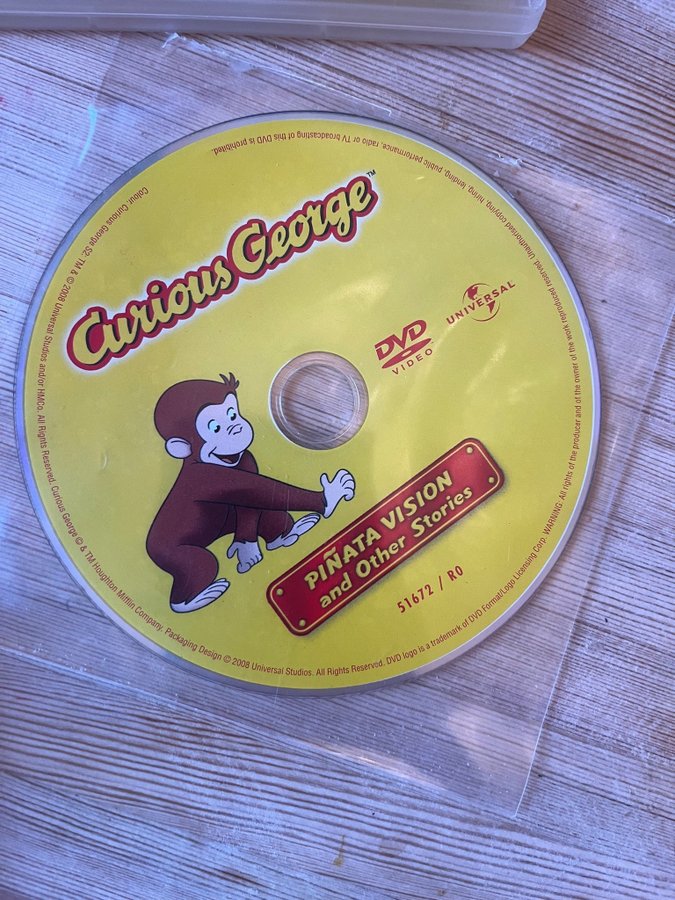 Curious George™
DVD
VIDEO
UNIVERSAL
PIÑATA VISION
and Other Stories
51672 / R0
Colour. Curious George S2: TM & © 2008 Universal Studios and/or HMCo. All Rights Reserved. Curious George © & TM Houghton Mifflin Company. Packaging Design © 2008 Universal Studios. All Rights Reserved. DVD logo is a trademark of DVD Format/Logo Licensing Corp. WARNING: All rights of the producer and of the owner of the work reproduced reserved. Unauthorised copying, hiring, lending, public performance, radio or TV broadcasting of this DVD is prohibited.